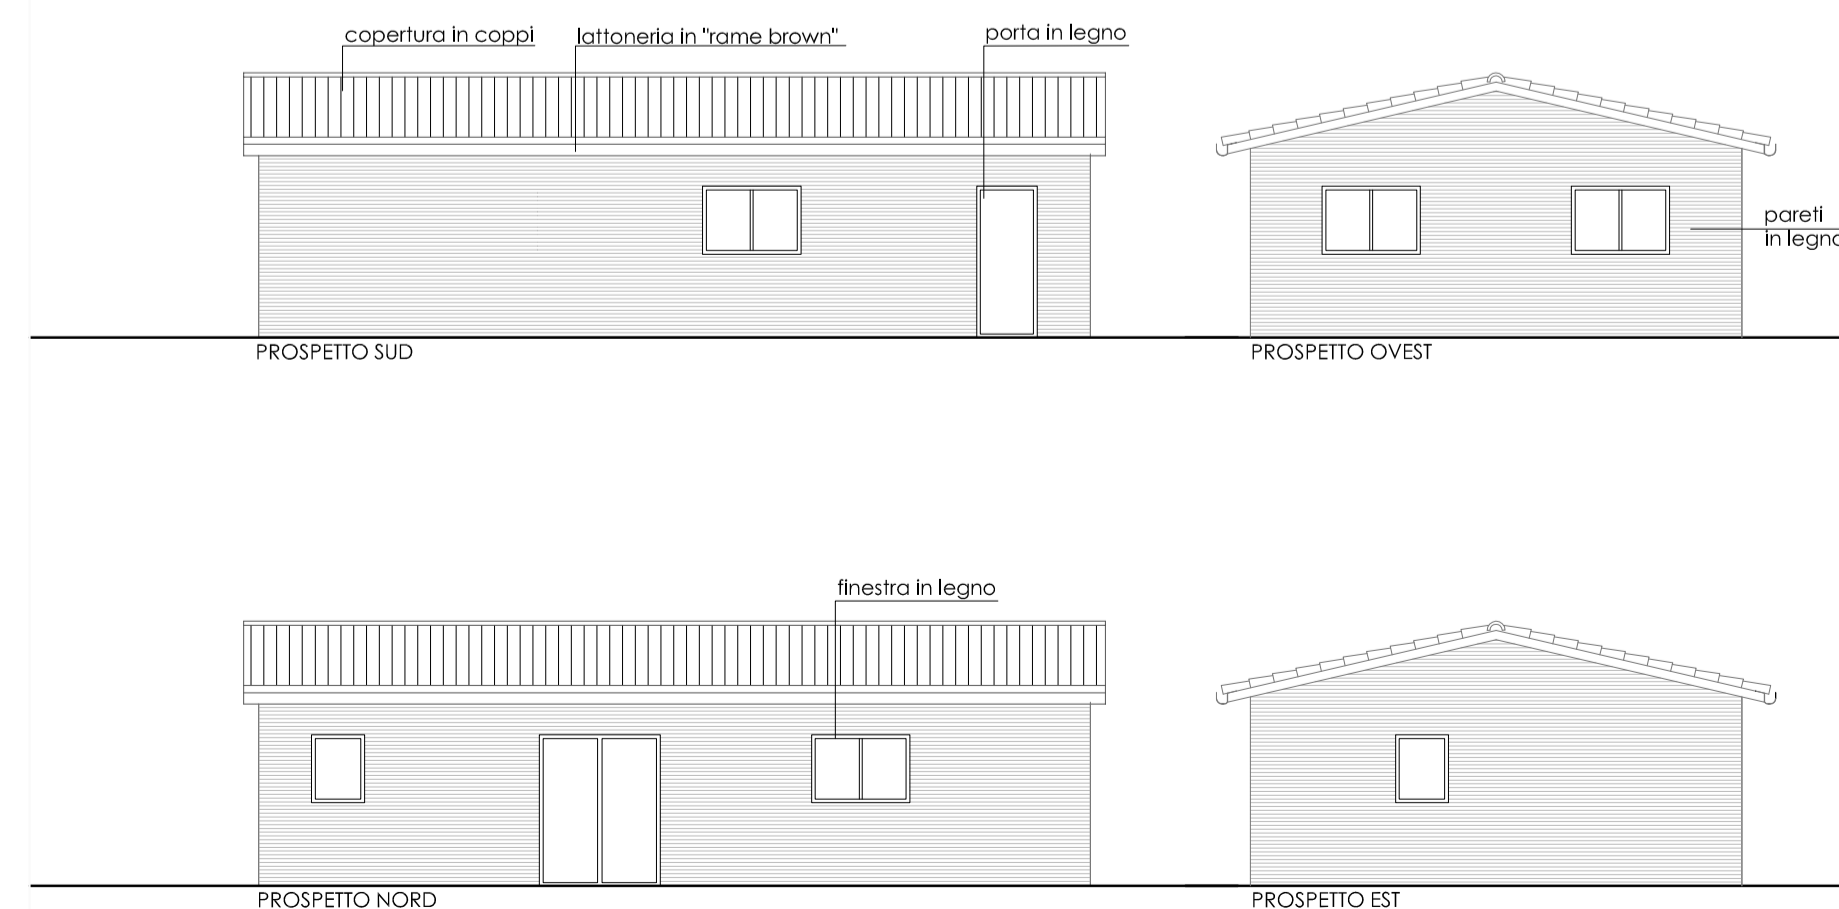 copertura in coppi
lattoneria in "rame brown"
porta in legno
pareti
in legno
PROSPETTO SUD
PROSPETTO OVEST
finestra in legno
PROSPETTO NORD
PROSPETTO EST